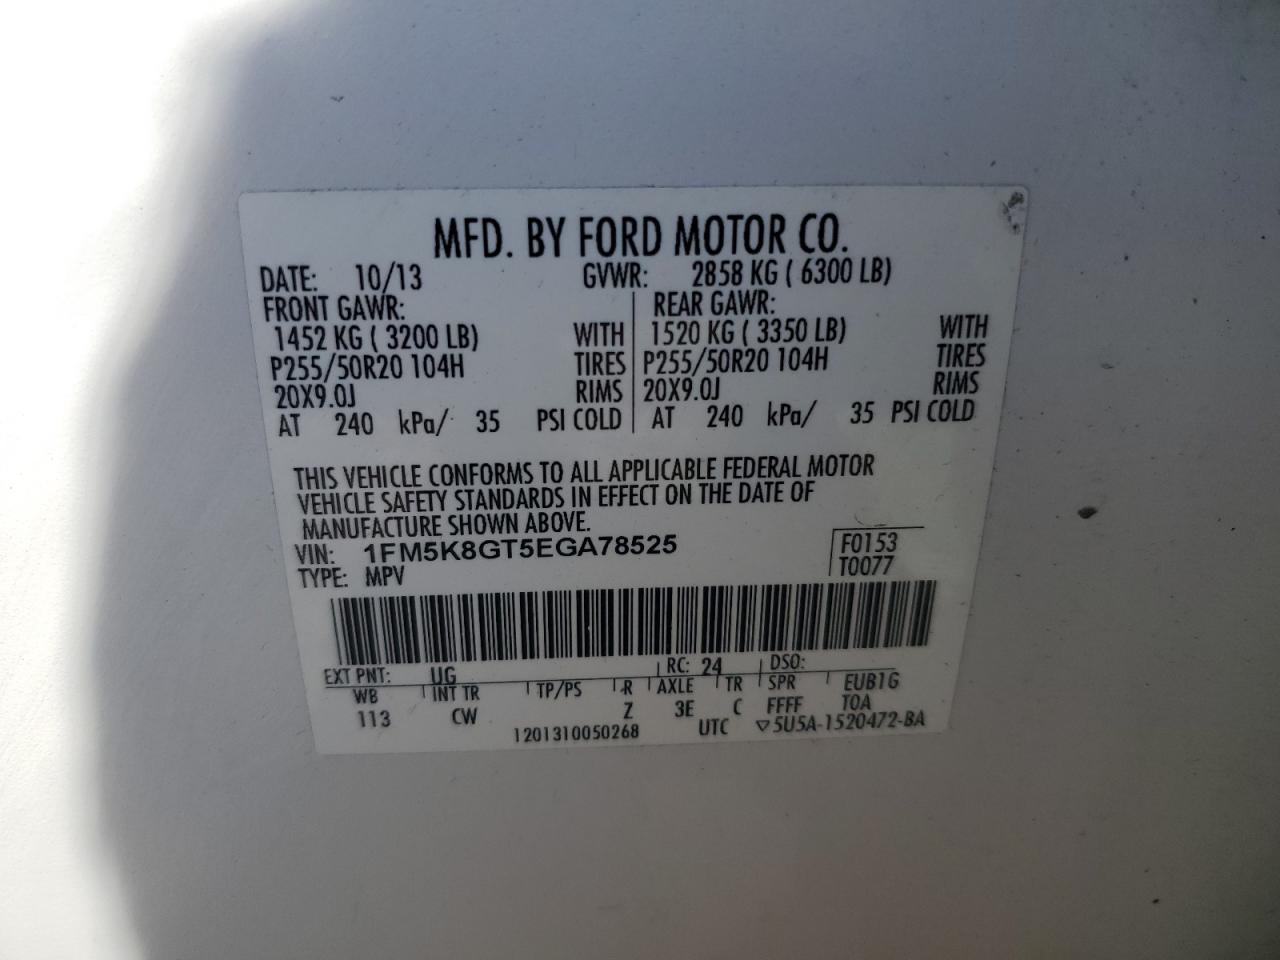 MFD. BY FORD MOTOR CO.
DATE: 10/13 GVWR: 2858 KG ( 6300 LB)
FRONT GAWR: REAR GAWR:
1452 KG ( 3200 LB) WITH 1520 KG ( 3350 LB) WITH
P255/50R20 104H TIRES P255/50R20 104H TIRES
20X9.0J RIMS 20X9.0J RIMS
AT 240 kPa/ 35 PSI COLD AT 240 kPa/ 35 PSI COLD
THIS VEHICLE CONFORMS TO ALL APPLICABLE FEDERAL MOTOR
VEHICLE SAFETY STANDARDS IN EFFECT ON THE DATE OF
MANUFACTURE SHOWN ABOVE.
VIN: 1FM5K8GT5EGA78525 F0153
TYPE: MPV T0077
EXT PNT: UG RC: 24 DSO:
WB INT TR TP/PS R AXLE TR SPR EUB1G
113 CW Z 3E C FFFF TOA
1201310050268 UTC ▽5U5A-1520472-BA